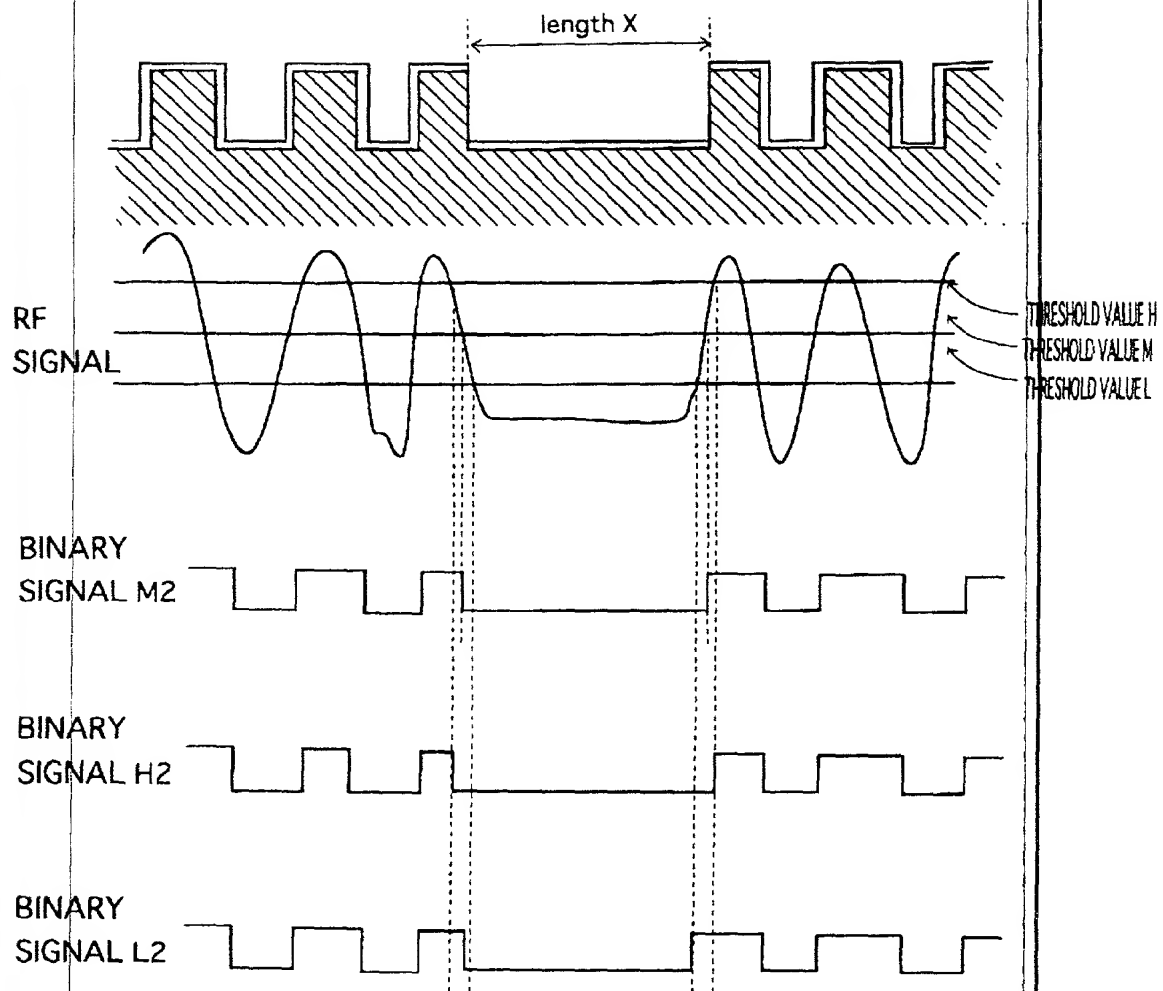 length X
RF
SIGNAL
THRESHOLD VALUE H
THRESHOLD VALUE M
THRESHOLD VALUE L
BINARY
SIGNAL M2
BINARY
SIGNAL H2
BINARY
SIGNAL L2